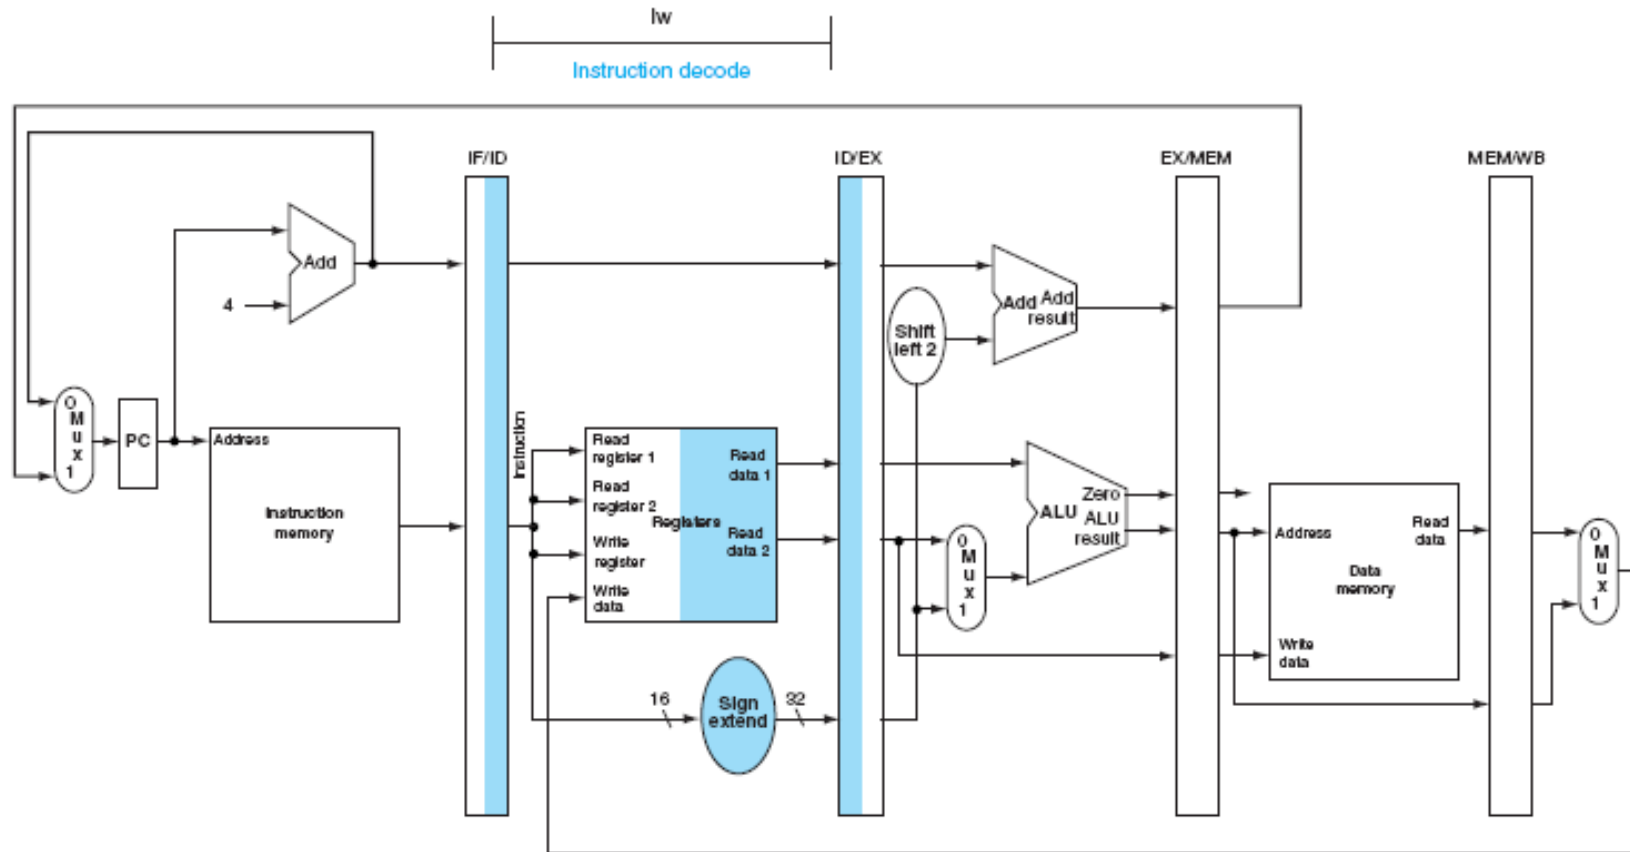 lw
Instruction decode
IF/ID
ID/EX
EX/MEM
MEM/WB
Add
4
Add
Add
result
Shift
left 2
0
M
u
x
1
PC
Address
Instruction
memory
Instruction
Read
register 1
Read
register 2
Registers
Write
register
Write
data
Read
data 1
Read
data 2
16
Sign
extend
32
0
M
u
x
1
Zero
ALU
ALU
result
Address
Read
data
Data
memory
Write
data
0
M
u
x
1